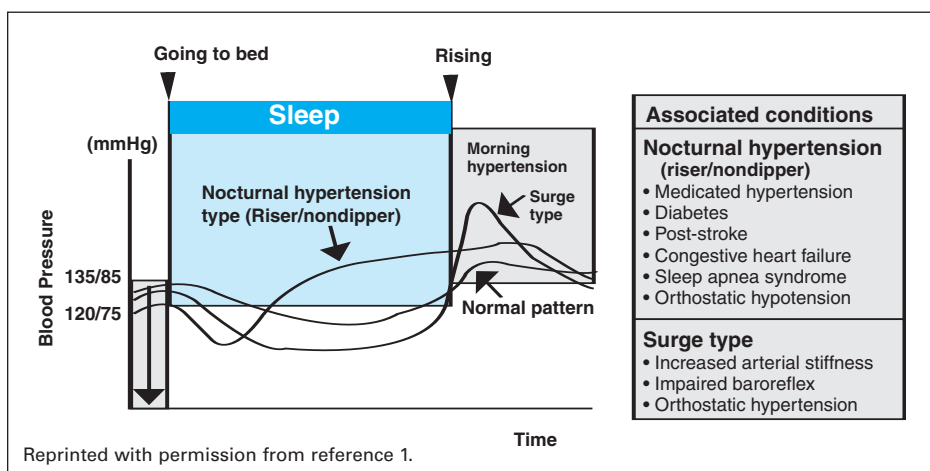 Going to bed
Rising
Sleep
(mmHg)
Morning
hypertension
Nocturnal hypertension
type (Riser/nondipper)
Surge
type
Blood Pressure
135/85
120/75
Normal pattern
Time
Associated conditions
Nocturnal hypertension
(riser/nondipper)
• Medicated hypertension
• Diabetes
• Post-stroke
• Congestive heart failure
• Sleep apnea syndrome
• Orthostatic hypotension
Surge type
• Increased arterial stiffness
• Impaired baroreflex
• Orthostatic hypertension
Reprinted with permission from reference 1.